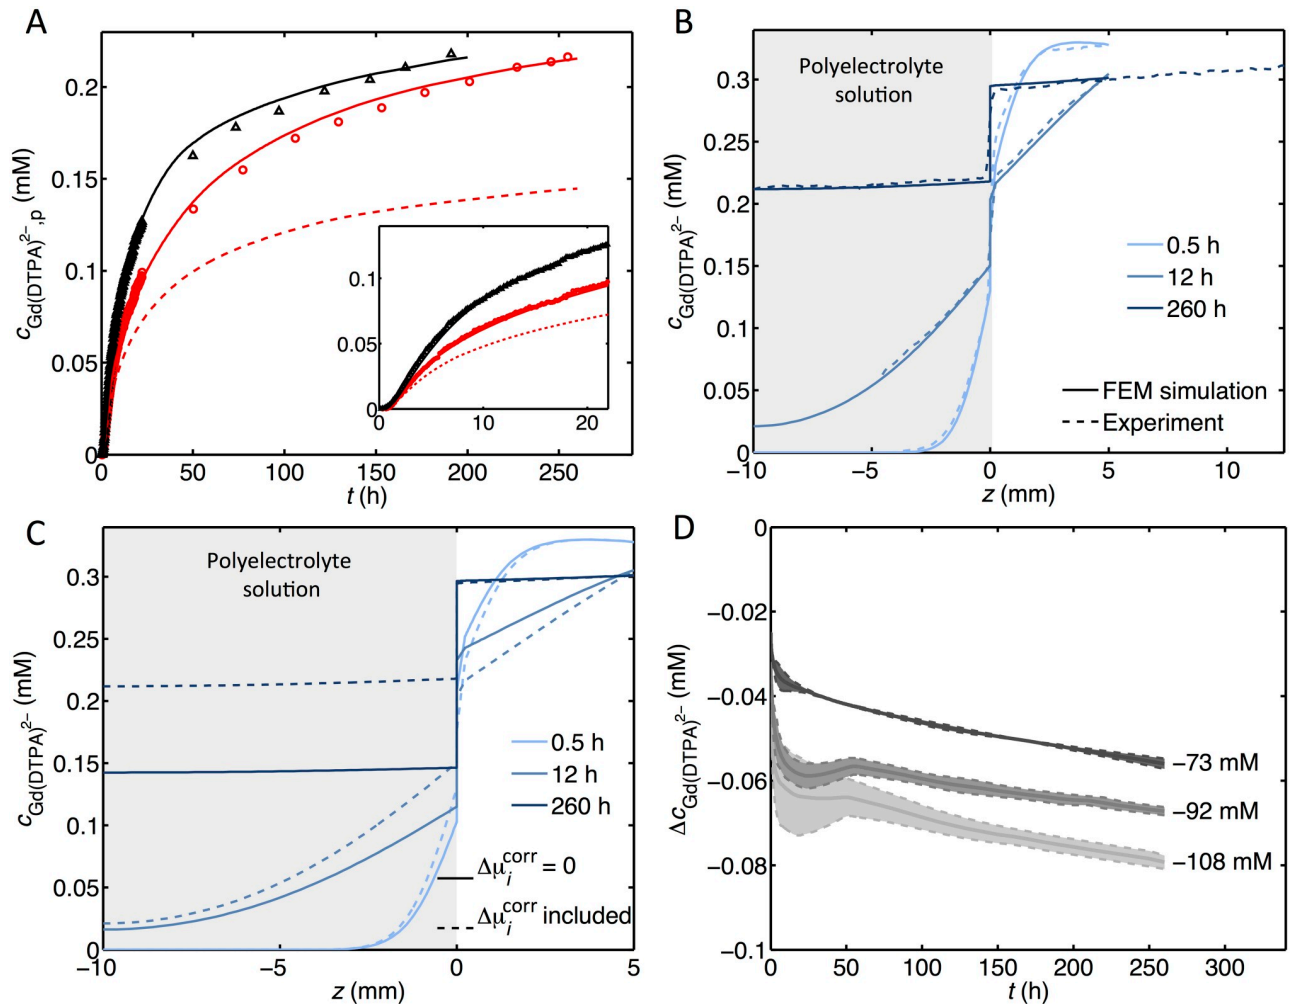 A
c_Gd(DTPA)²⁻,p (mM)
0.2
0.15
0.1
0.05
0
0 50 100 150 200 250
t (h)
0.1
0.05
0
0 10 20
B
Polyelectrolyte
solution
c_Gd(DTPA)²⁻ (mM)
0.3
0.25
0.2
0.15
0.1
0.05
0
−10 −5 0 5 10
z (mm)
0.5 h
12 h
260 h
FEM simulation
Experiment
C
Polyelectrolyte
solution
c_Gd(DTPA)²⁻ (mM)
0.3
0.25
0.2
0.15
0.1
0.05
0
−10 −5 0 5
z (mm)
0.5 h
12 h
260 h
Δμ_i^corr = 0
Δμ_i^corr included
D
Δc_Gd(DTPA)²⁻ (mM)
0
−0.02
−0.04
−0.06
−0.08
−0.1
0 50 100 150 200 250 300
t (h)
−73 mM
−92 mM
−108 mM